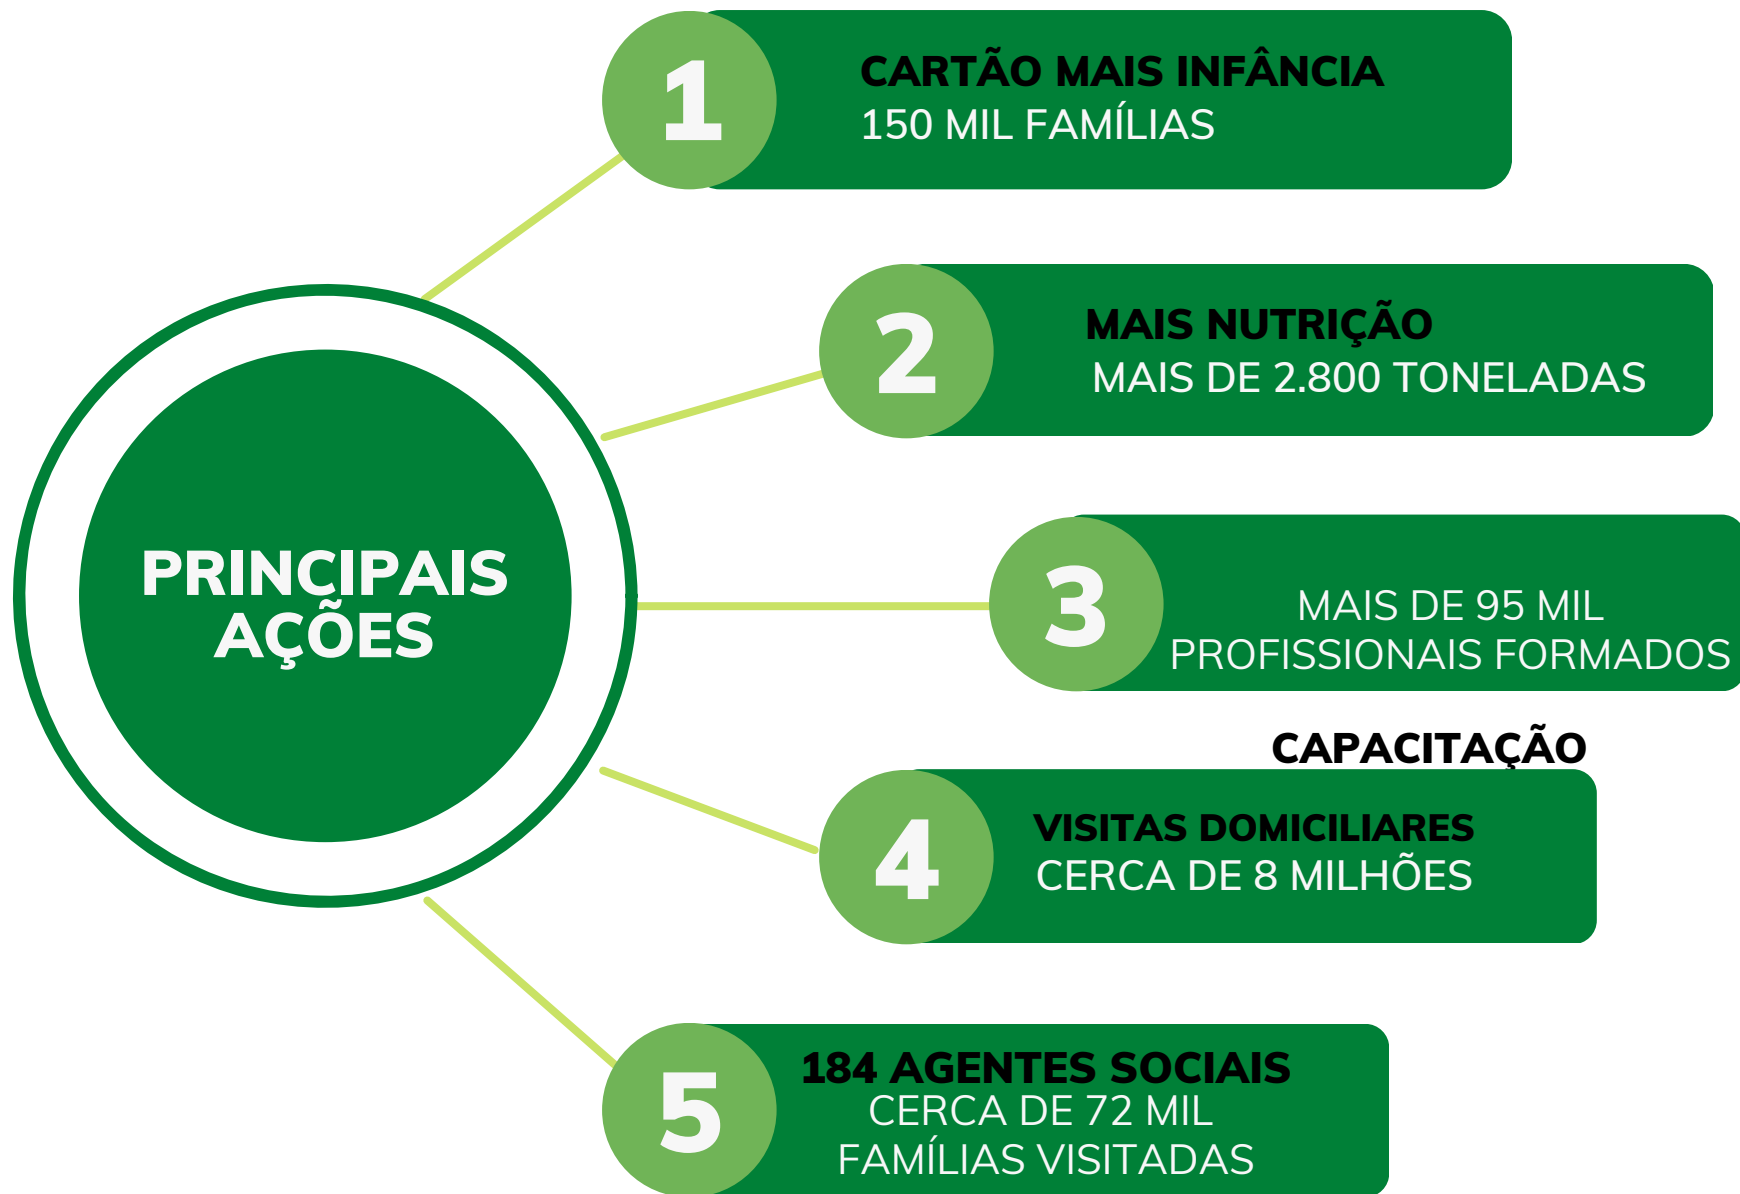 PRINCIPAIS
AÇÕES
1
CARTÃO MAIS INFÂNCIA
150 MIL FAMÍLIAS
2
MAIS NUTRIÇÃO
MAIS DE 2.800 TONELADAS
3
MAIS DE 95 MIL
PROFISSIONAIS FORMADOS
CAPACITAÇÃO
4
VISITAS DOMICILIARES
CERCA DE 8 MILHÕES
5
184 AGENTES SOCIAIS
CERCA DE 72 MIL
FAMÍLIAS VISITADAS